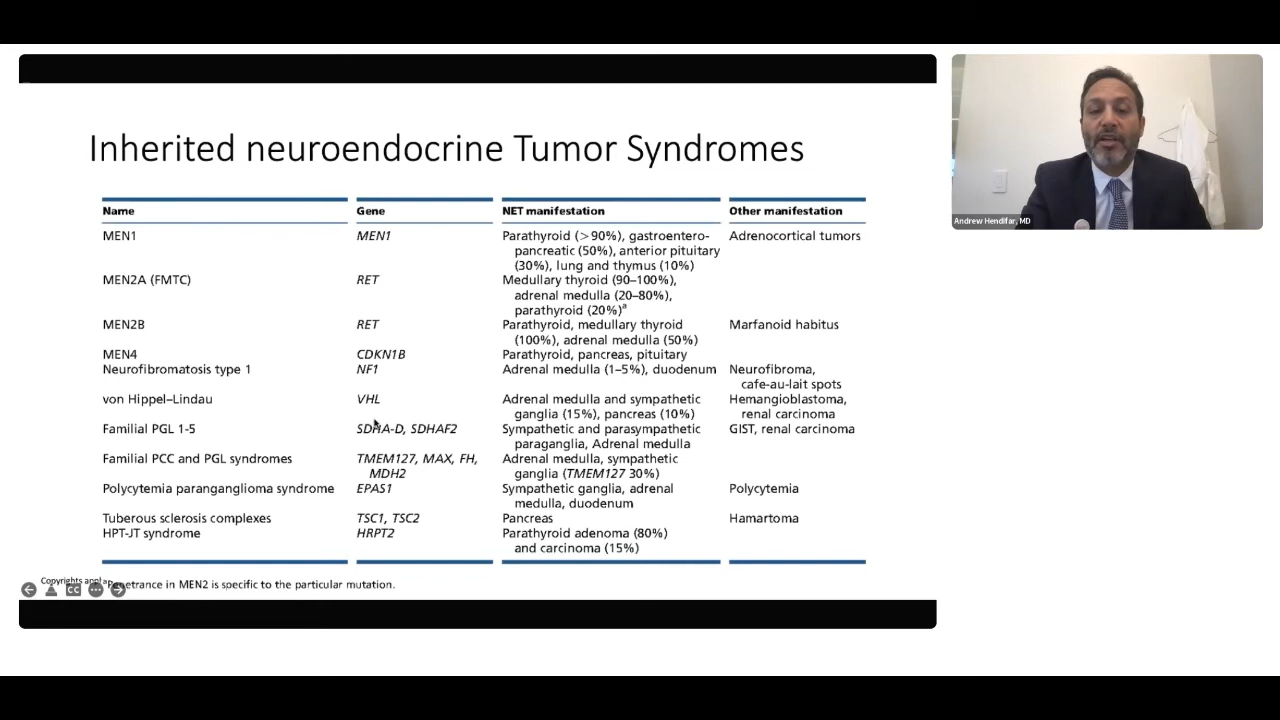 Inherited neuroendocrine Tumor Syndromes
Name Gene NET manifestation Other manifestation
MEN1 MEN1 Parathyroid (>90%), gastroentero- Adrenocortical tumors
pancreatic (50%), anterior pituitary
(30%), lung and thymus (10%)
MEN2A (FMTC) RET Medullary thyroid (90–100%),
adrenal medulla (20–80%),
parathyroid (20%)a
MEN2B RET Parathyroid, medullary thyroid Marfanoid habitus
(100%), adrenal medulla (50%)
MEN4 CDKN1B Parathyroid, pancreas, pituitary
Neurofibromatosis type 1 NF1 Adrenal medulla (1–5%), duodenum Neurofibroma,
cafe-au-lait spots
von Hippel–Lindau VHL Adrenal medulla and sympathetic Hemangioblastoma,
ganglia (15%), pancreas (10%) renal carcinoma
Familial PGL 1-5 SDHA-D, SDHAF2 Sympathetic and parasympathetic GIST, renal carcinoma
paraganglia, Adrenal medulla
Familial PCC and PGL syndromes TMEM127, MAX, FH, Adrenal medulla, sympathetic
MDH2 ganglia (TMEM127 30%)
Polycytemia paranganglioma syndrome EPAS1 Sympathetic ganglia, adrenal Polycytemia
medulla, duodenum
Tuberous sclerosis complexes TSC1, TSC2 Pancreas Hamartoma
HPT-JT syndrome HRPT2 Parathyroid adenoma (80%)
and carcinoma (15%)
Copyrights
Penetrance in MEN2 is specific to the particular mutation.
CC
Andrew Hendifar, MD